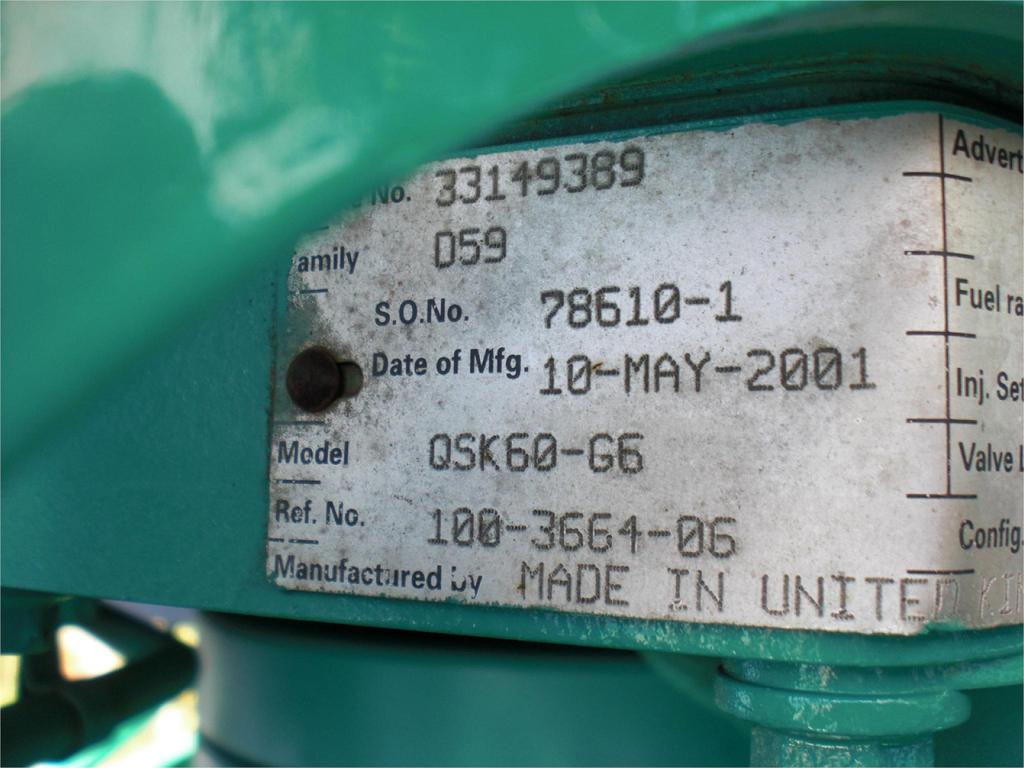 No. 33149389
amily D59
S.O.No. 78610-1
Date of Mfg. 10-MAY-2001
Model QSK60-G6
Ref. No. 100-3664-06
Manufactured by MADE IN UNITED KIN
Advert
Fuel ra
Inj. Set
Valve l
Config.